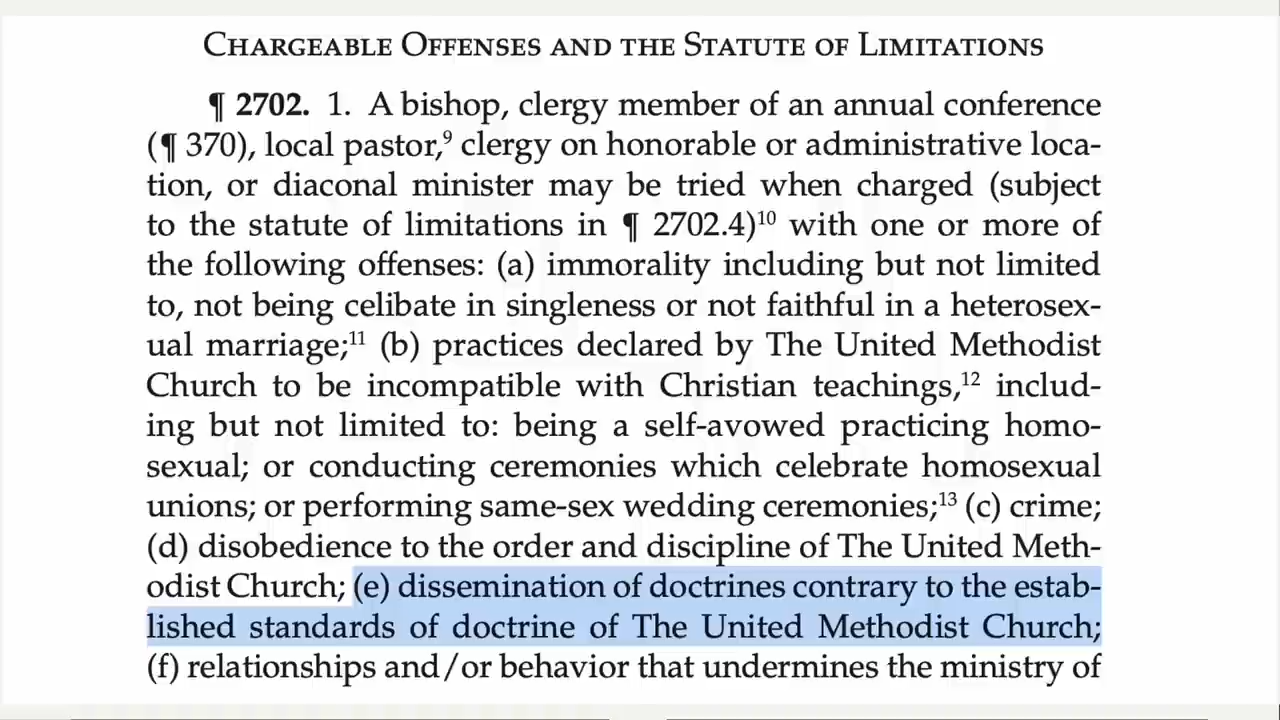 CHARGEABLE OFFENSES AND THE STATUTE OF LIMITATIONS
¶ 2702. 1. A bishop, clergy member of an annual conference
(¶ 370), local pastor,⁹ clergy on honorable or administrative loca-
tion, or diaconal minister may be tried when charged (subject
to the statute of limitations in ¶ 2702.4)¹⁰ with one or more of
the following offenses: (a) immorality including but not limited
to, not being celibate in singleness or not faithful in a heterosex-
ual marriage;¹¹ (b) practices declared by The United Methodist
Church to be incompatible with Christian teachings,¹² includ-
ing but not limited to: being a self-avowed practicing homo-
sexual; or conducting ceremonies which celebrate homosexual
unions; or performing same-sex wedding ceremonies;¹³ (c) crime;
(d) disobedience to the order and discipline of The United Meth-
odist Church; (e) dissemination of doctrines contrary to the estab-
lished standards of doctrine of The United Methodist Church;
(f) relationships and/or behavior that undermines the ministry of